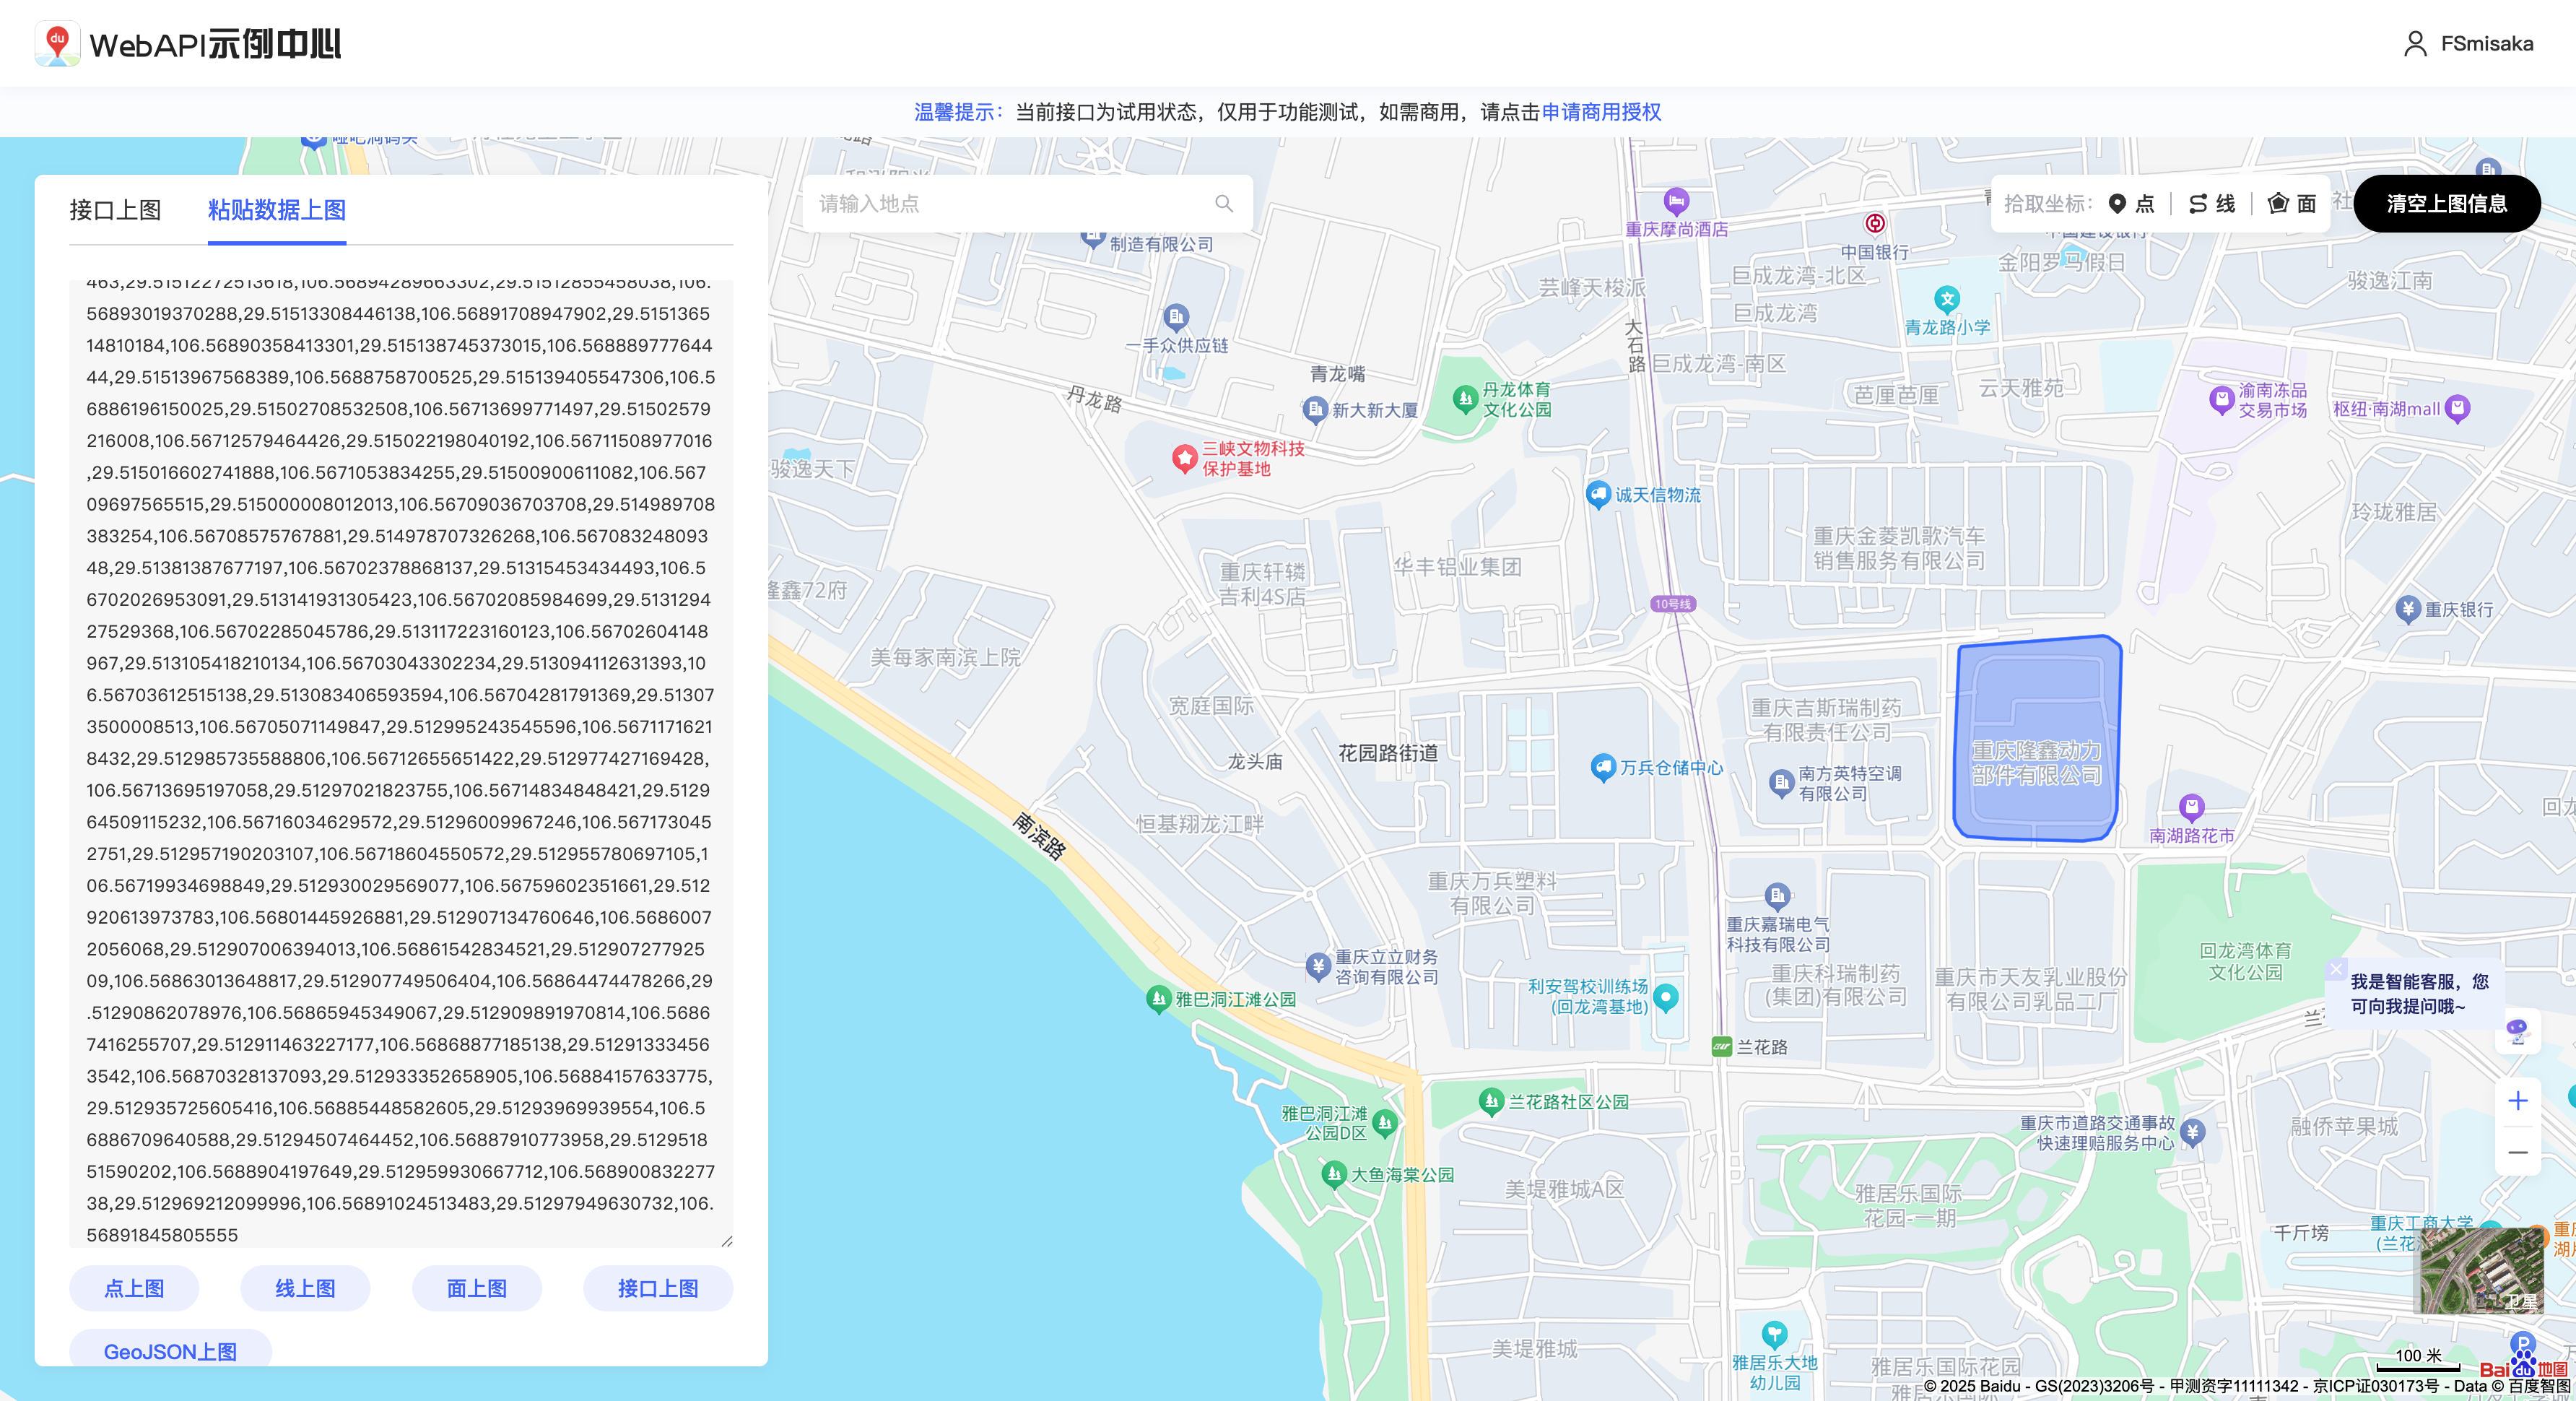 du
WebAPI示例中心
FSmisaka
温馨提示：当前接口为试用状态，仅用于功能测试，如需商用，请点击申请商用授权
接口上图
粘贴数据上图
463,29.51512272513618,106.56894289663302,29.51512855458038,106.
56893019370288,29.51513308446138,106.56891708947902,29.5151365
14810184,106.56890358413301,29.515138745373015,106.568889777644
44,29.51513967568389,106.5688758700525,29.515139405547306,106.5
6886196150025,29.51502708532508,106.56713699771497,29.51502579
216008,106.56712579464426,29.515022198040192,106.56711508977016
,29.515016602741888,106.5671053834255,29.51500900611082,106.567
09697565515,29.515000008012013,106.56709036703708,29.514989708
383254,106.56708575767881,29.514978707326268,106.567083248093
48,29.51381387677197,106.56702378868137,29.51315453434493,106.5
6702026953091,29.513141931305423,106.56702085984699,29.5131294
27529368,106.56702285045786,29.513117223160123,106.56702604148
967,29.513105418210134,106.56703043302234,29.513094112631393,10
6.56703612515138,29.513083406593594,106.56704281791369,29.51307
3500008513,106.56705071149847,29.512995243545596,106.5671171621
8432,29.512985735588806,106.56712655651422,29.512977427169428,
106.56713695197058,29.51297021823755,106.56714834848421,29.5129
64509115232,106.56716034629572,29.51296009967246,106.567173045
2751,29.512957190203107,106.56718604550572,29.512955780697105,1
06.56719934698849,29.512930029569077,106.56759602351661,29.512
920613973783,106.56801445926881,29.512907134760646,106.5686007
2056068,29.512907006394013,106.56861542834521,29.512907277925
09,106.56863013648817,29.512907749506404,106.56864474478266,29
.51290862078976,106.56865945349067,29.512909891970814,106.5686
7416255707,29.512911463227177,106.56868877185138,29.51291333456
3542,106.56870328137093,29.512933352658905,106.56884157633775,
29.512935725605416,106.56885448582605,29.51293969939554,106.5
6886709640588,29.51294507464452,106.56887910773958,29.5129518
51590202,106.5688904197649,29.512959930667712,106.568900832277
38,29.512969212099996,106.56891024513483,29.51297949630732,106.
56891845805555
点上图
线上图
面上图
接口上图
GeoJSON上图
请输入地点
拾取坐标：
点
线
面
清空上图信息
制造有限公司
重庆摩尚酒店
中国银行
金阳罗马假日
骏逸江南
芸峰天梭派
巨成龙湾-北区
巨成龙湾
青龙路小学
一手众供应链
大石路
巨成龙湾-南区
青龙嘴
丹龙路
新大新大厦
丹龙体育
文化公园
芭厘芭厘
云天雅苑
渝南冻品
交易市场
枢纽·南湖mall
三峡文物科技
保护基地
骏逸天下
诚天信物流
玲珑雅居
重庆金菱凯歌汽车
销售服务有限公司
重庆轩辚
吉利4S店
华丰铝业集团
隆鑫72府
10号线
重庆银行
美每家南滨上院
宽庭国际
重庆吉斯瑞制药
有限责任公司
龙头庙
花园路街道
万兵仓储中心
南方英特空调
有限公司
重庆隆鑫动力
部件有限公司
南滨路
恒基翔龙江畔
南湖路花市
重庆万兵塑料
有限公司
重庆嘉瑞电气
科技有限公司
回龙湾体育
文化公园
重庆立立财务
咨询有限公司
利安驾校训练场
(回龙湾基地)
重庆科瑞制药
(集团)有限公司
重庆市天友乳业股份
有限公司乳品二厂
我是智能客服，您
可向我提问哦~
雅巴洞江滩公园
兰花路
雅巴洞江滩
公园D区
兰花路社区公园
重庆市道路交通事故
快速理赔服务中心
融侨苹果城
大鱼海棠公园
美堤雅城A区
雅居乐国际
花园-一期
千斤塝
重庆工商大学
卫星
美堤雅城
雅居乐大地
幼儿园
雅居乐国际花园
100 米
Bai du 地图
© 2025 Baidu - GS(2023)3206号 - 甲测资字11111342 - 京ICP证030173号 - Data © 百度智图